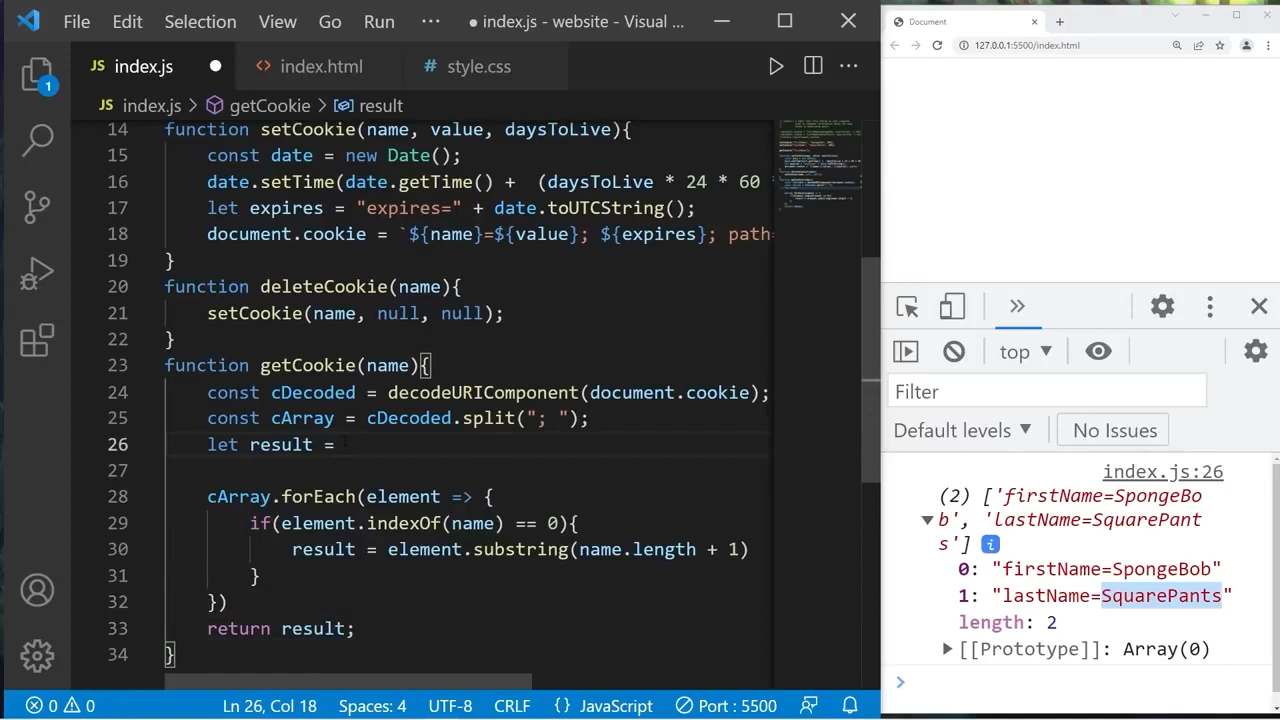 File Edit Selection View Go Run ··· ● index.js - website - Visual ...
JS index.js ● <> index.html # style.css
JS index.js > getCookie > result
1
14 function setCookie(name, value, daysToLive){
15 const date = new Date();
16 date.setTime(date.getTime() + (daysToLive * 24 * 60
17 let expires = "expires=" + date.toUTCString();
18 document.cookie = `${name}=${value}; ${expires}; path=
19 }
20 function deleteCookie(name){
21 setCookie(name, null, null);
22 }
23 function getCookie(name){
24 const cDecoded = decodeURIComponent(document.cookie);
25 const cArray = cDecoded.split("; ");
26 let result =
27
28 cArray.forEach(element => {
29 if(element.indexOf(name) == 0){
30 result = element.substring(name.length + 1)
31 }
32 })
33 return result;
34 }
0 0 Ln 26, Col 18 Spaces: 4 UTF-8 CRLF {} JavaScript Port : 5500
Document
127.0.0.1:5500/index.html
top
Filter
Default levels No Issues
index.js:26
(2) ['firstName=SpongeBo
b', 'lastName=SquarePant
s'] i
0: "firstName=SpongeBob"
1: "lastName=SquarePants"
length: 2
[[Prototype]]: Array(0)